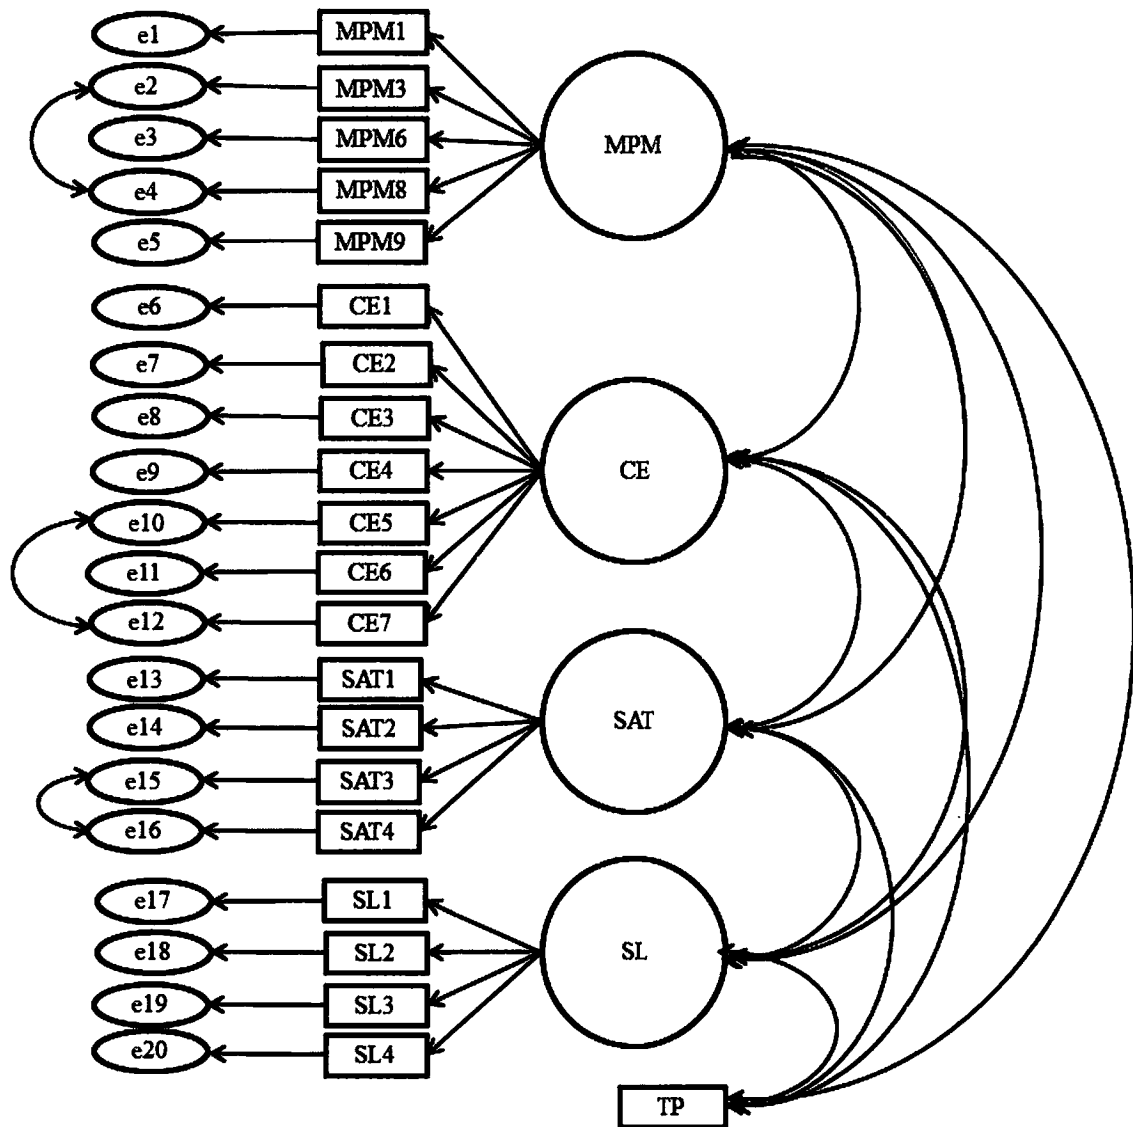 e1 MPM1
e2 MPM3
e3 MPM6
e4 MPM8
e5 MPM9
MPM
e6 CE1
e7 CE2
e8 CE3
e9 CE4
e10 CE5
e11 CE6
e12 CE7
CE
e13 SAT1
e14 SAT2
e15 SAT3
e16 SAT4
SAT
e17 SL1
e18 SL2
e19 SL3
e20 SL4
SL
TP